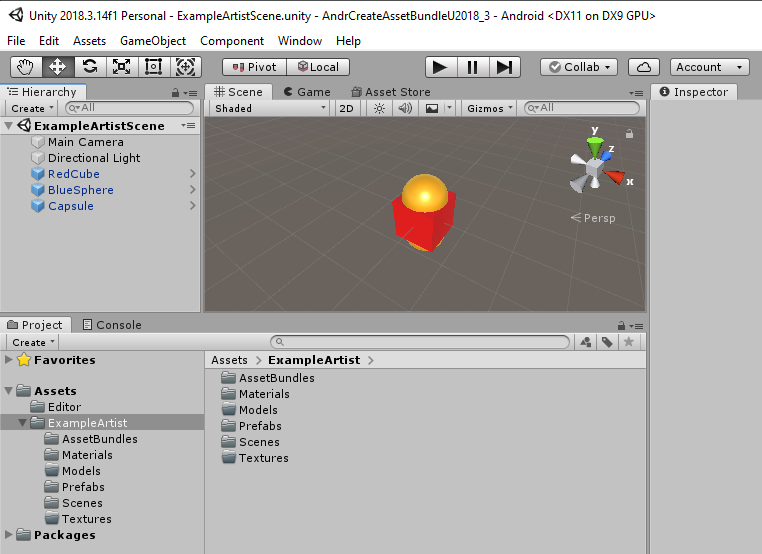 Unity 2018.3.14f1 Personal - ExampleArtistScene.unity - AndrCreateAssetBundleU2018_3 - Android <DX11 on DX9 GPU>
File Edit Assets GameObject Component Window Help
Pivot Local Collab Account
Hierarchy
Create All
ExampleArtistScene
Main Camera
Directional Light
RedCube
BlueSphere
Capsule
Scene Game Asset Store
Shaded 2D Gizmos All
y
z
x
Persp
Inspector
Project Console
Create
Favorites
Assets
Editor
ExampleArtist
AssetBundles
Materials
Models
Prefabs
Scenes
Textures
Packages
Assets > ExampleArtist >
AssetBundles
Materials
Models
Prefabs
Scenes
Textures